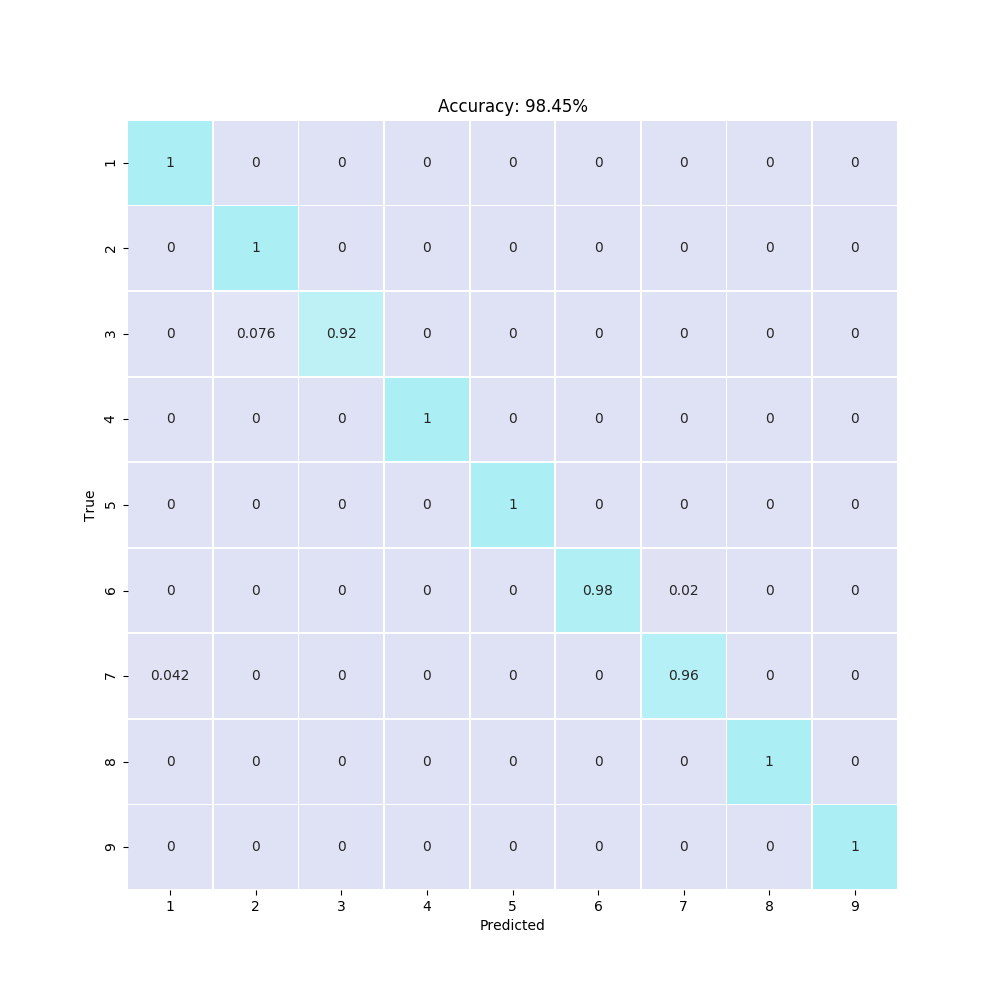 Accuracy: 98.45%
1 1 0 0 0 0 0 0 0 0
2 0 1 0 0 0 0 0 0 0
3 0 0.076 0.92 0 0 0 0 0 0
4 0 0 0 1 0 0 0 0 0
True
5 0 0 0 0 1 0 0 0 0
6 0 0 0 0 0 0.98 0.02 0 0
7 0.042 0 0 0 0 0 0.96 0 0
8 0 0 0 0 0 0 0 1 0
9 0 0 0 0 0 0 0 0 1
1 2 3 4 5 6 7 8 9
Predicted